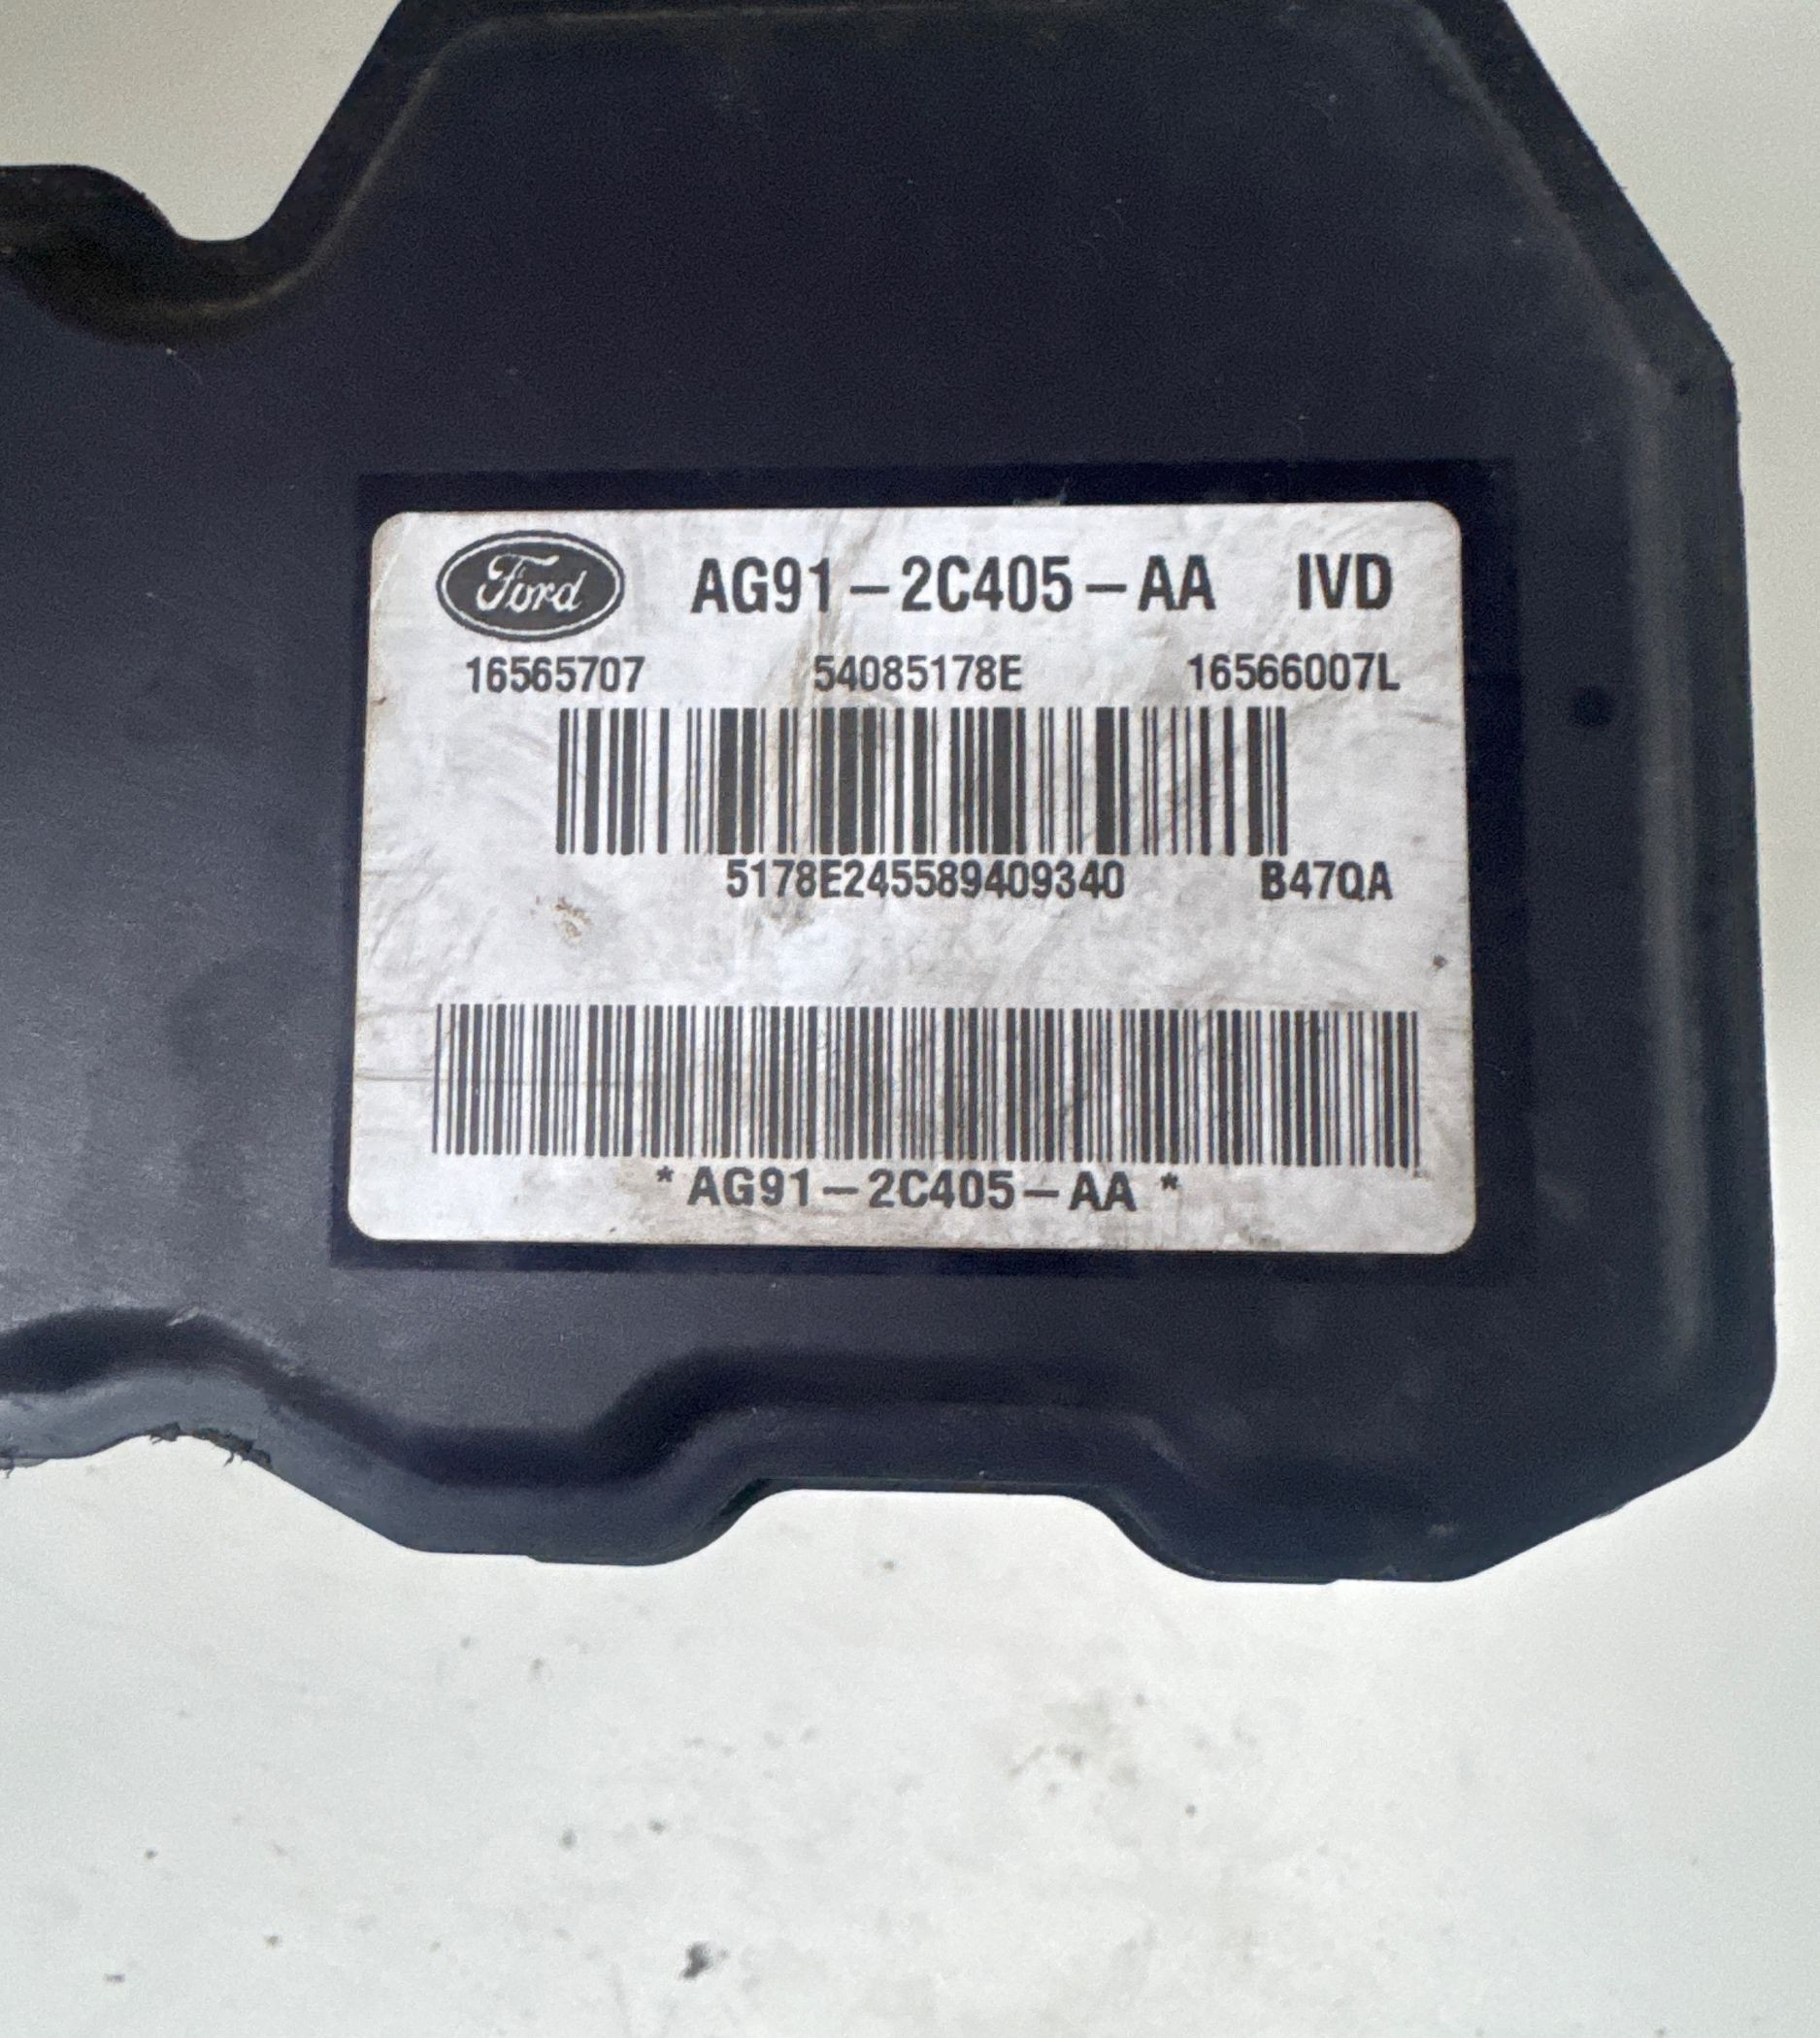 Ford AG91-2C405-AA IVD
16565707 54085178E 16566007L
5178E245589409340 B47QA
*AG91-2C405-AA*